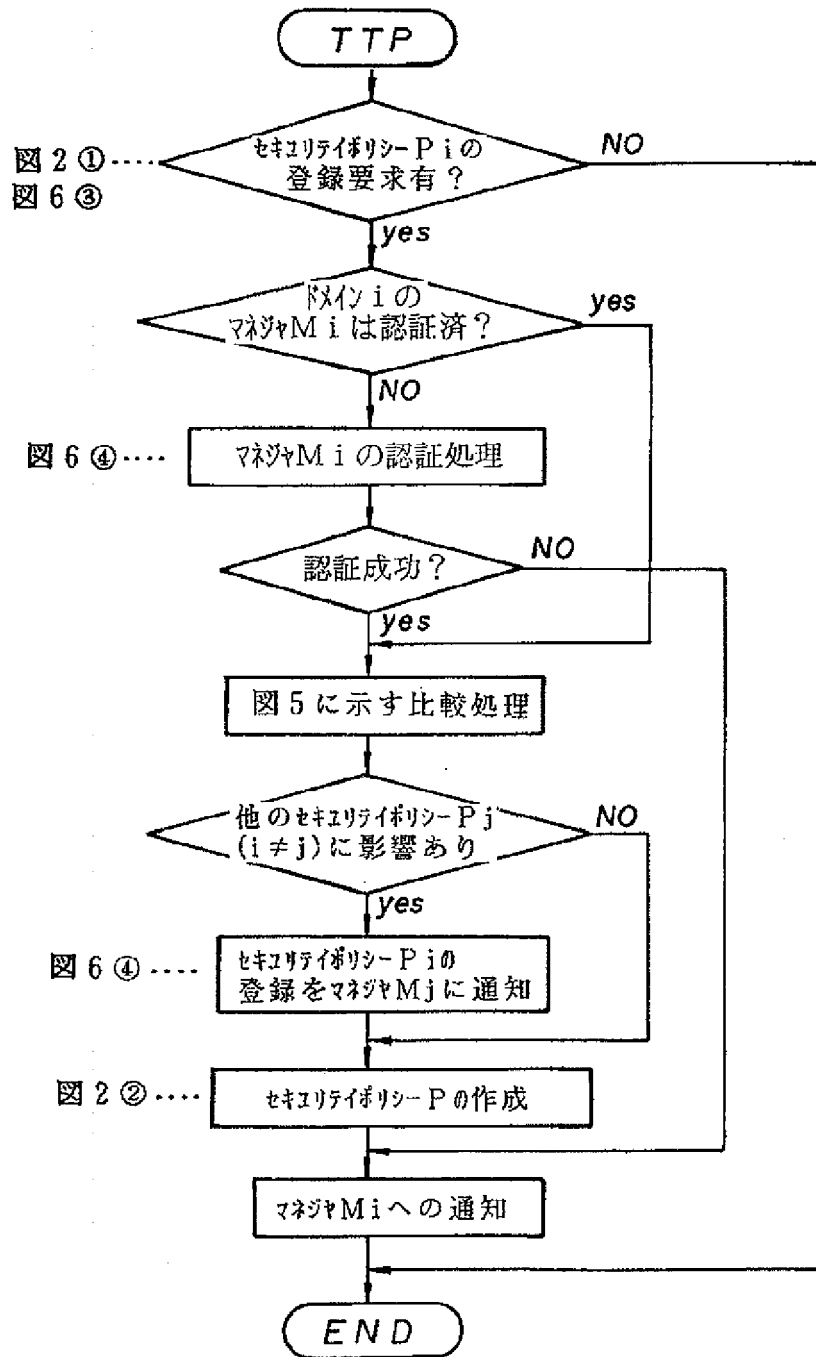 TTP
セキュリテイポリシーPiの
登録要求有？
NO
図2①····
図6③
yes
ドメインiの
マネジャMiは認証済？
yes
NO
図6④····
マネジャMiの認証処理
認証成功？
NO
yes
図5に示す比較処理
他のセキュリテイポリシーPj
(i≠j)に影響あり
NO
yes
図6④····
セキュリテイポリシーPiの
登録をマネジャMjに通知
図2②····
セキュリテイポリシーPの作成
マネジャMiへの通知
END